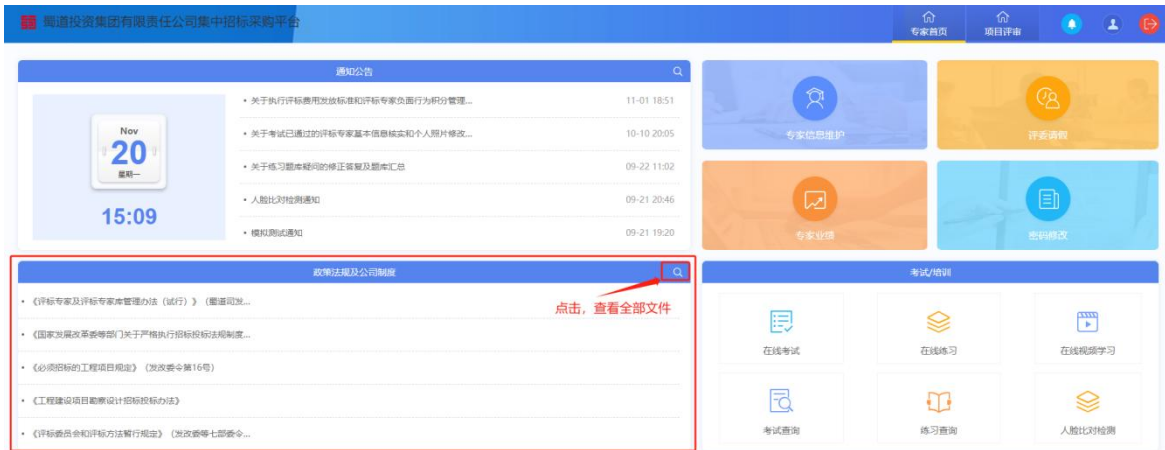 蜀道投资集团有限责任公司集中招标采购平台
专家首页
项目评审
通知公告
Nov
20
星期一
15:09
• 关于执行评标费用发放标准和评标专家负面行为积分管理... 11-01 18:51
• 关于考试已通过的评标专家基本信息核实和个人照片修改... 10-10 20:05
• 关于练习题库疑问的修正答复及题库汇总 09-22 11:02
• 人脸比对检测通知 09-21 20:46
• 模拟测试通知 09-21 19:20
专家信息维护
评委请假
专家业绩
密码修改
政策法规及公司制度
点击，查看全部文件
• 《评标专家及评标专家库管理办法（试行）》（蜀道司发...
• 《国家发展改革委等部门关于严格执行招标投标法规制度...
• 《必须招标的工程项目规定》（发改委令第16号）
• 《工程建设项目勘察设计招标投标办法》
• 《评标委员会和评标方法暂行规定》（发改委等七部委令...
考试/培训
在线考试
在线练习
在线视频学习
考试查询
练习查询
人脸比对检测